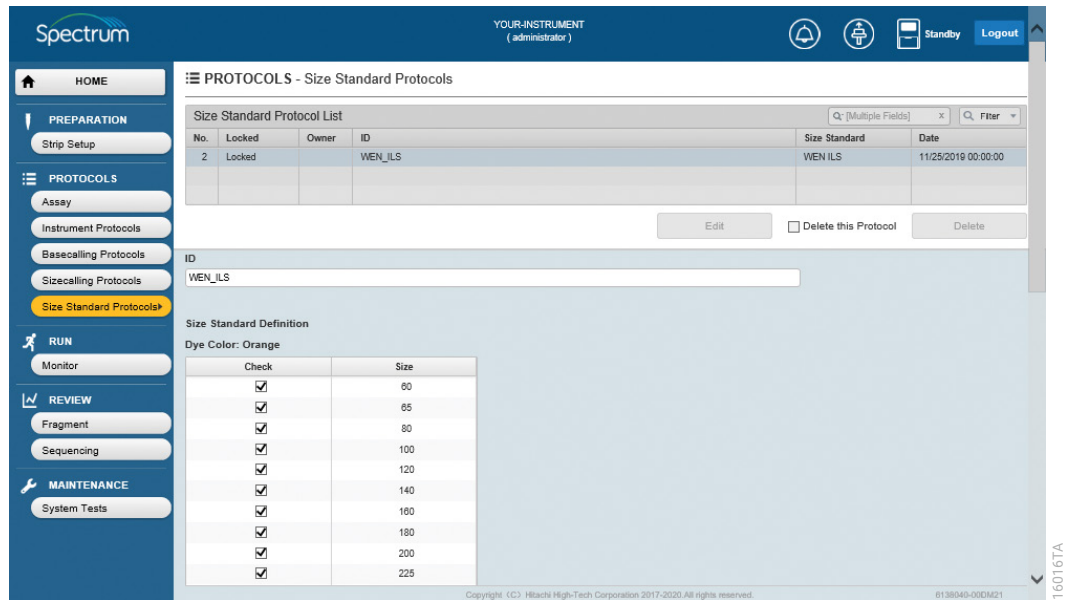 Spectrum
YOUR-INSTRUMENT
( administrator )
Standby
Logout
HOME
PREPARATION
Strip Setup
PROTOCOLS
Assay
Instrument Protocols
Basecalling Protocols
Sizecalling Protocols
Size Standard Protocols
RUN
Monitor
REVIEW
Fragment
Sequencing
MAINTENANCE
System Tests
PROTOCOLS - Size Standard Protocols
Size Standard Protocol List
[Multiple Fields] x Filter
No. Locked Owner ID Size Standard Date
2 Locked WEN_ILS WEN ILS 11/25/2019 00:00:00
Edit Delete this Protocol Delete
ID
WEN_ILS
Size Standard Definition
Dye Color: Orange
Check Size
60
65
80
100
120
140
160
180
200
225
Copyright (C) Hitachi High-Tech Corporation 2017-2020.All rights reserved.
6138040-00DM21
16016TA